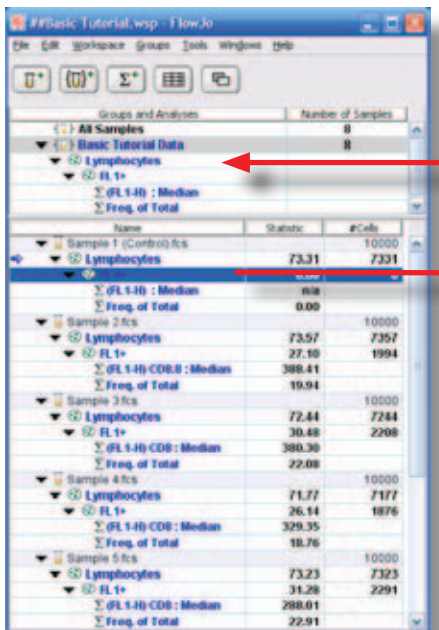 ##Basic Tutorial.wsp - FlowJo
File Edit Workspace Groups Tools Windows Help
{ }+ Σ+
Groups and Analyses Number of Samples
{ } All Samples 8
{ } Basic Tutorial Data 8
Lymphocytes
FL1+
Σ (FL1-H) : Median
Σ Freq. of Total
Name Statistic #Cells
Sample 1 (Control).fcs 10000
Lymphocytes 73.31 7331
0.00 0
Σ (FL1-H) : Median n/a
Σ Freq. of Total 0.00
Sample 2.fcs 10000
Lymphocytes 73.57 7357
FL1+ 27.10 1994
Σ (FL1-H) CD8.8 : Median 388.41
Σ Freq. of Total 19.94
Sample 3.fcs 10000
Lymphocytes 72.44 7244
FL1+ 30.48 2208
Σ (FL1-H) CD8 : Median 380.30
Σ Freq. of Total 22.08
Sample 4.fcs 10000
Lymphocytes 71.77 7177
FL1+ 26.14 1876
Σ (FL1-H) CD8 : Median 329.35
Σ Freq. of Total 18.76
Sample 5.fcs 10000
Lymphocytes 73.23 7323
FL1+ 31.28 2291
Σ (FL1-H) CD8 : Median 288.01
Σ Freq. of Total 22.91